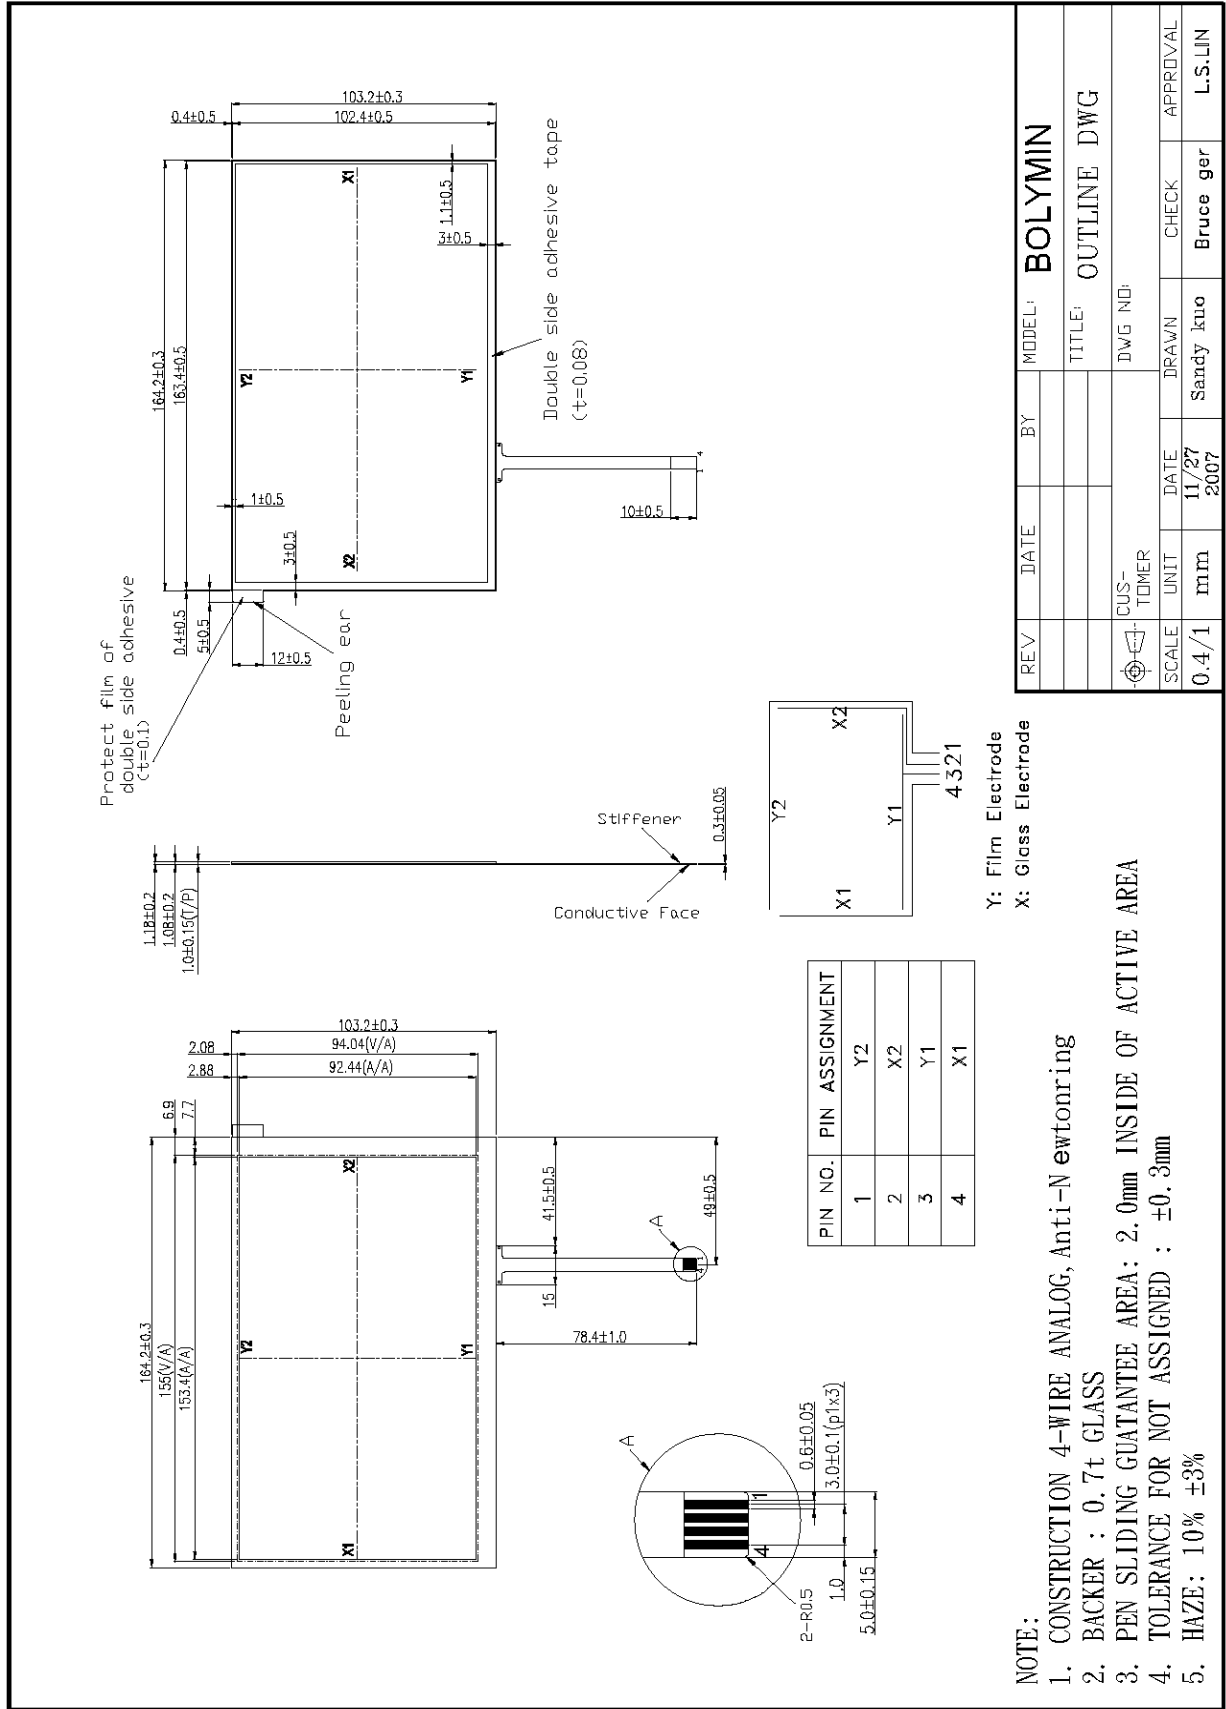 164.2±0.3
155(V/A)
153.4(A/A)
6.9
7.7
2.08
2.88
103.2±0.3
94.04(V/A)
92.44(A/A)
Y2
X1
X2
Y1
15
41.5±0.5
49±0.5
78.4±1.0
A
4
1
A
1
4
2-R0.5
0.6±0.05
3.0±0.1(p1x3)
1.0
5.0±0.15
1.18±0.2
1.08±0.2
1.0±0.15(T/P)
Stiffener
Conductive Face
0.3±0.05
Protect film of
double side adhesive
(t=0.1)
Peeling ear
0.4±0.5
5±0.5
12±0.5
164.2±0.3
163.4±0.5
0.4±0.5
103.2±0.3
102.4±0.5
1±0.5
3±0.5
Y2
X2
X1
Y1
1.1±0.5
3±0.5
10±0.5
1
4
Double side adhesive tape
(t=0.08)
PIN NO. PIN ASSIGNMENT
1 Y2
2 X2
3 Y1
4 X1
Y2
X1
X2
Y1
4321
Y: Film Electrode
X: Glass Electrode
NOTE:
1. CONSTRUCTION 4-WIRE ANALOG, Anti-N ewtonring
2. BACKER : 0.7t GLASS
3. PEN SLIDING GUATANTEE AREA: 2.0mm INSIDE OF ACTIVE AREA
4. TOLERANCE FOR NOT ASSIGNED : ±0.3mm
5. HAZE: 10% ±3%
REV DATE BY
MODEL: BOLYMIN
TITLE: OUTLINE DWG
CUS-
TOMER
DWG NO:
SCALE UNIT DATE DRAWN CHECK APPROVAL
0.4/1 mm 11/27
2007 Sandy kuo Bruce ger L.S.LIN